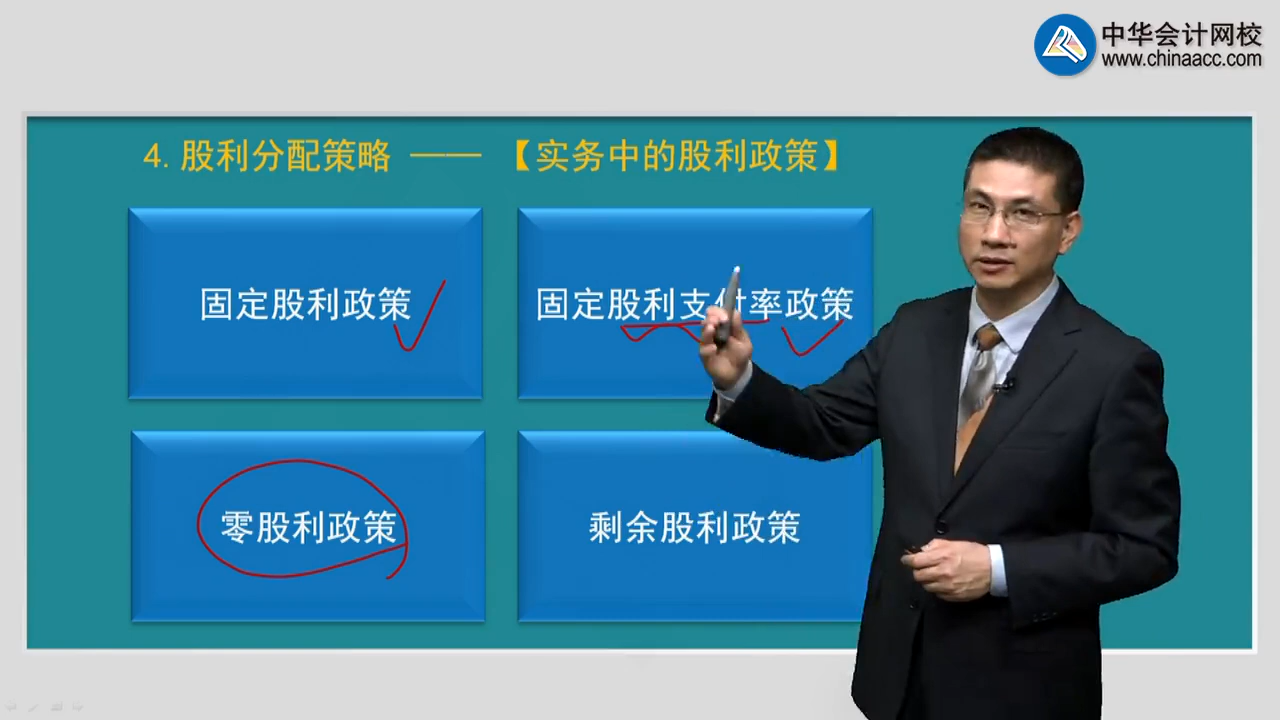 中华会计网校
www.chinaacc.com
4. 股利分配策略 —— 【实务中的股利政策】
固定股利政策
固定股利支付率政策
零股利政策
剩余股利政策